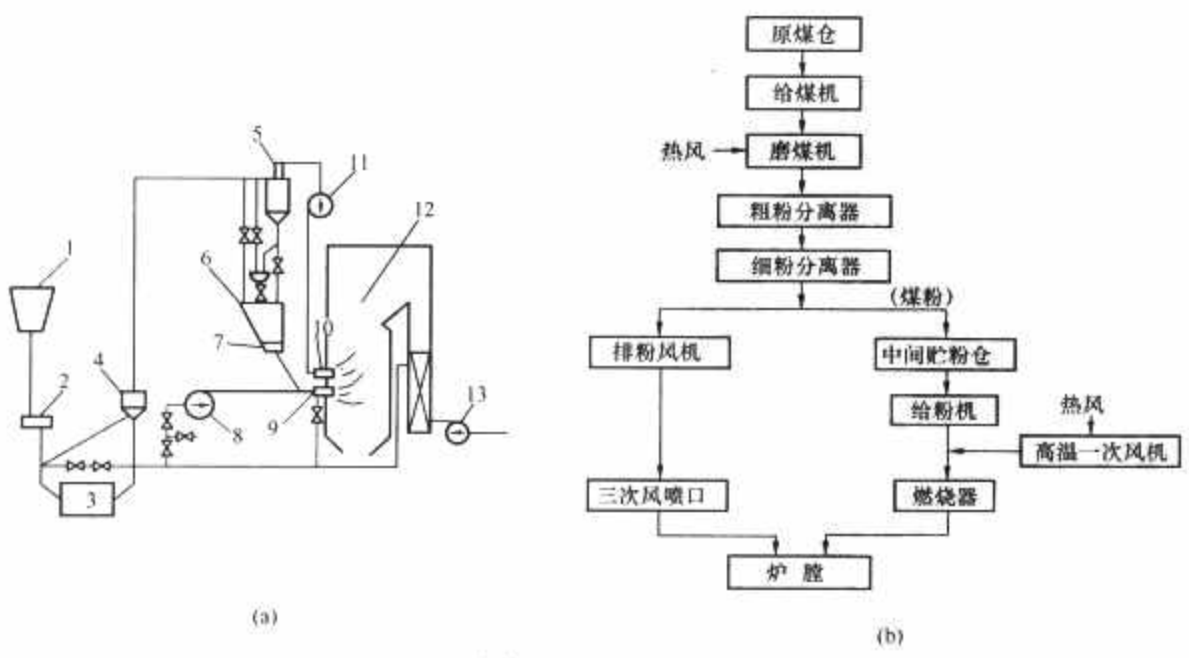 5
11
12
1
6
10
7
4
2
13
8
9
3
(a)
原煤仓
给煤机
热风
磨煤机
粗粉分离器
细粉分离器
(煤粉)
排粉风机
中间贮粉仓
给粉机
热风
高温一次风机
三次风喷口
燃烧器
炉 膛
(b)